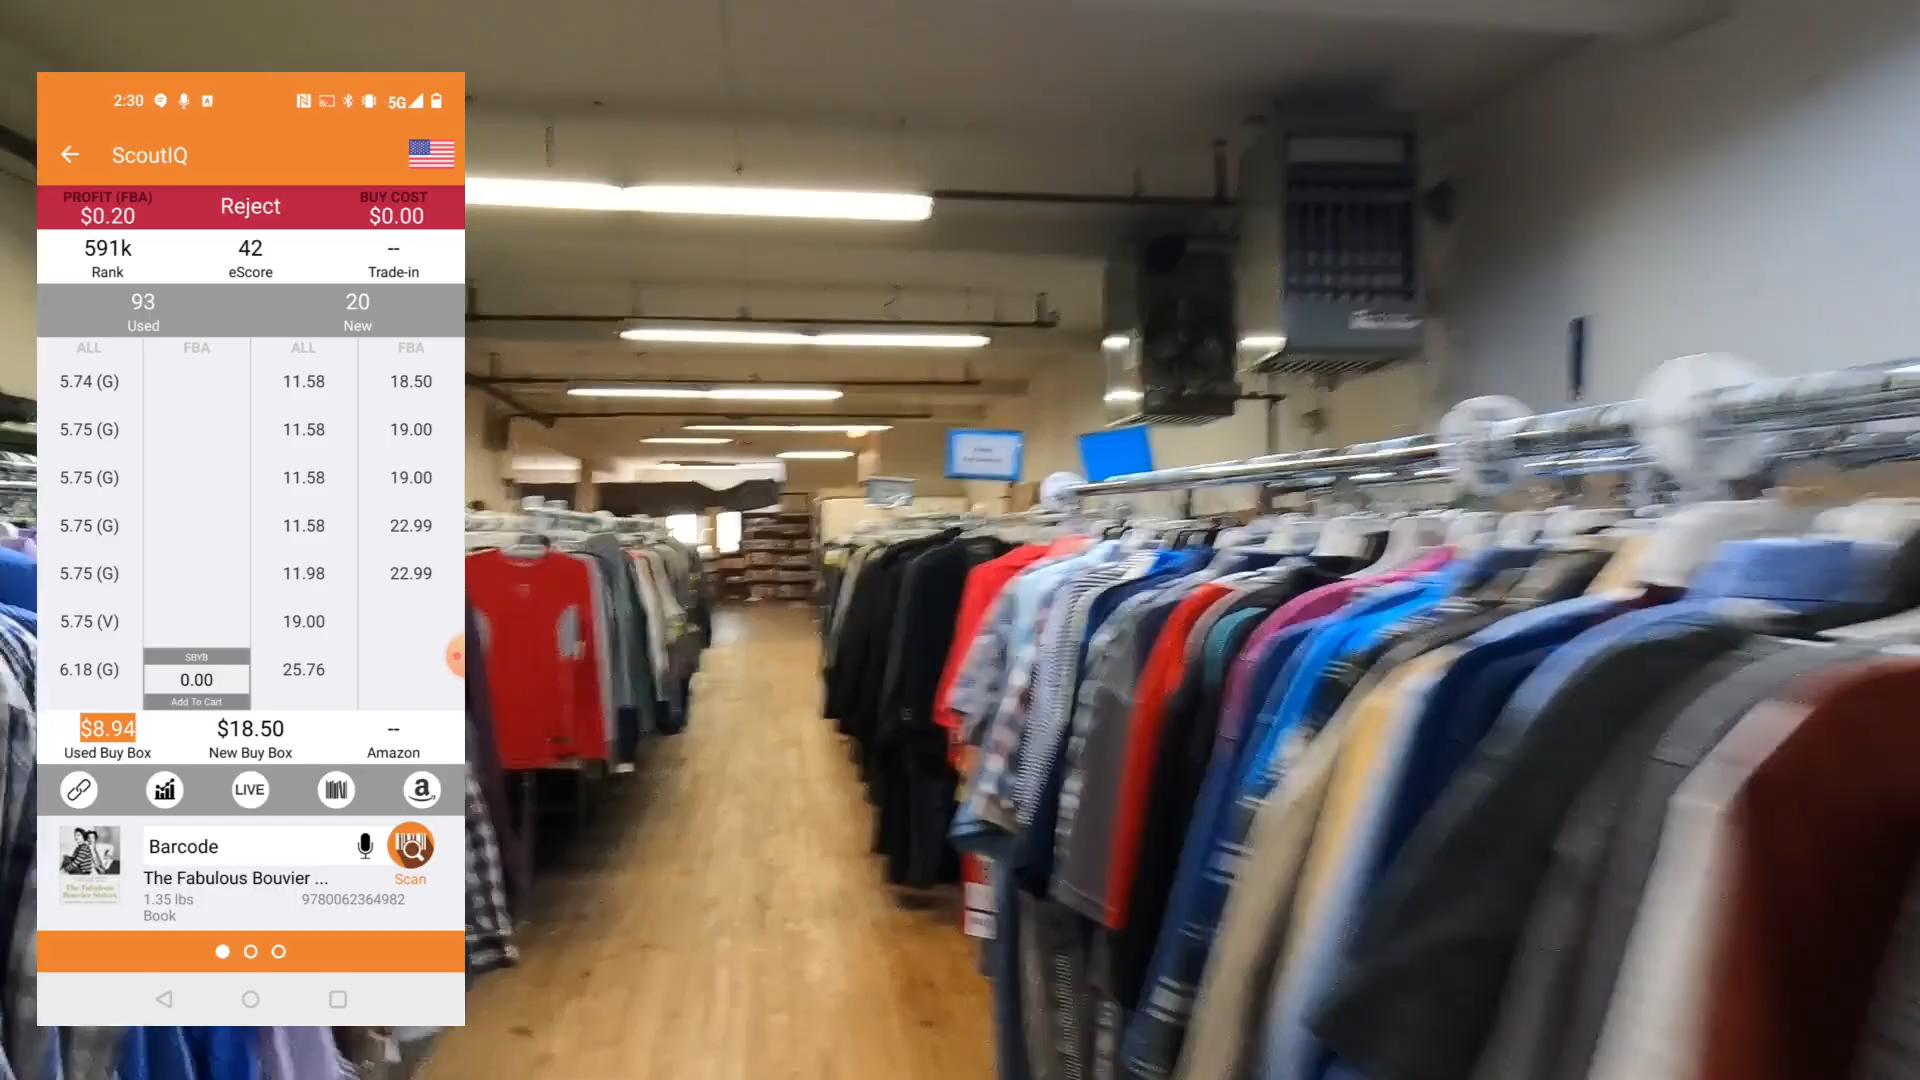 2:30
5G
ScoutIQ
PROFIT (FBA)
$0.20
Reject
BUY COST
$0.00
591k
Rank
42
eScore
--
Trade-in
93
Used
20
New
ALL FBA ALL FBA
5.74 (G) 11.58 18.50
5.75 (G) 11.58 19.00
5.75 (G) 11.58 19.00
5.75 (G) 11.58 22.99
5.75 (G) 11.98 22.99
5.75 (V) 19.00
SBYB
6.18 (G) 0.00 25.76
Add To Cart
$8.94
Used Buy Box
$18.50
New Buy Box
--
Amazon
LIVE
a
Barcode
Scan
The Fabulous Bouvier ...
1.35 lbs 9780062364982
Book
The Fabulous
Bouvier Sisters